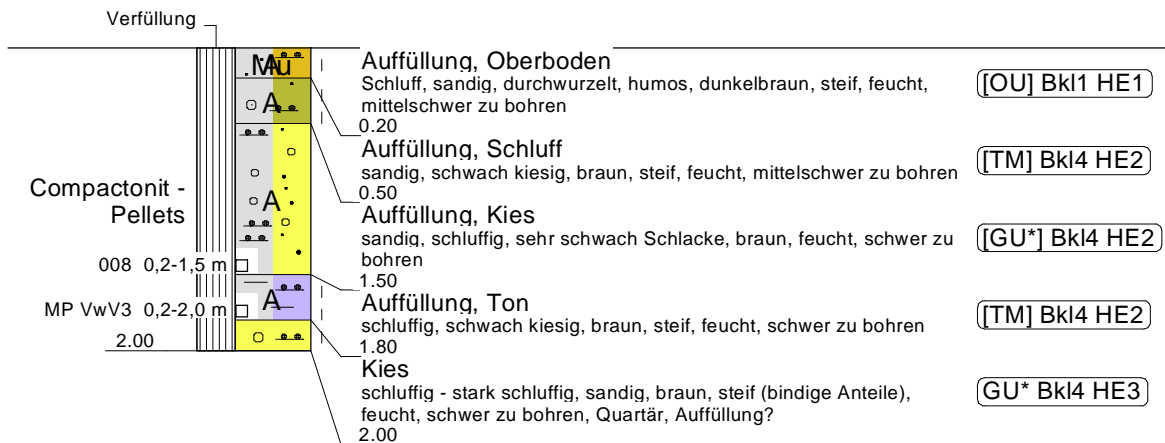 Verfüllung
Mu
A
Auffüllung, Oberboden
Schluff, sandig, durchwurzelt, humos, dunkelbraun, steif, feucht,
mittelschwer zu bohren
0.20
[OU] Bkl1 HE1
A
Auffüllung, Schluff
sandig, schwach kiesig, braun, steif, feucht, mittelschwer zu bohren
0.50
[TM] Bkl4 HE2
Compactonit -
Pellets
A
Auffüllung, Kies
sandig, schluffig, sehr schwach Schlacke, braun, feucht, schwer zu
bohren
1.50
[GU*] Bkl4 HE2
008 0,2-1,5 m
A
Auffüllung, Ton
schluffig, schwach kiesig, braun, steif, feucht, schwer zu bohren
1.80
[TM] Bkl4 HE2
MP VwV3 0,2-2,0 m
2.00
Kies
schluffig - stark schluffig, sandig, braun, steif (bindige Anteile),
feucht, schwer zu bohren, Quartär, Auffüllung?
2.00
GU* Bkl4 HE3